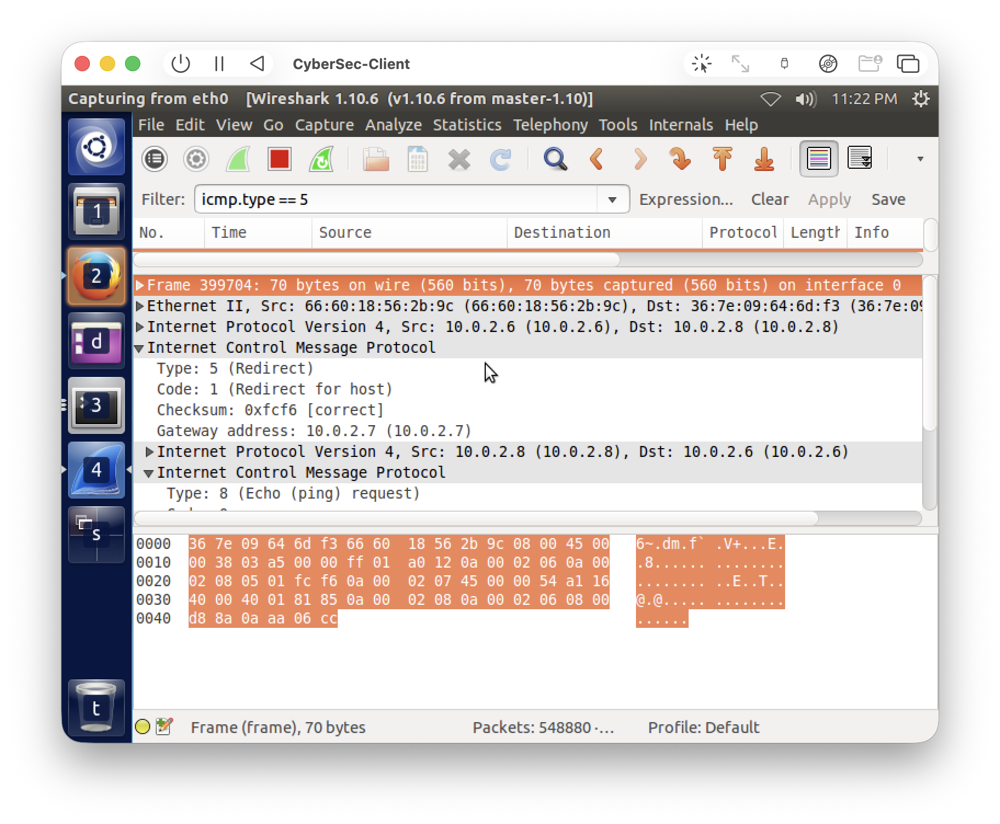 CyberSec-Client
Capturing from eth0 [Wireshark 1.10.6 (v1.10.6 from master-1.10)]
11:22 PM
File Edit View Go Capture Analyze Statistics Telephony Tools Internals Help
Filter: icmp.type == 5 Expression... Clear Apply Save
No. Time Source Destination Protocol Length Info
Frame 399704: 70 bytes on wire (560 bits), 70 bytes captured (560 bits) on interface 0
Ethernet II, Src: 66:60:18:56:2b:9c (66:60:18:56:2b:9c), Dst: 36:7e:09:64:6d:f3 (36:7e:09
Internet Protocol Version 4, Src: 10.0.2.6 (10.0.2.6), Dst: 10.0.2.8 (10.0.2.8)
Internet Control Message Protocol
Type: 5 (Redirect)
Code: 1 (Redirect for host)
Checksum: 0xfcf6 [correct]
Gateway address: 10.0.2.7 (10.0.2.7)
Internet Protocol Version 4, Src: 10.0.2.8 (10.0.2.8), Dst: 10.0.2.6 (10.0.2.6)
Internet Control Message Protocol
Type: 8 (Echo (ping) request)
0000 36 7e 09 64 6d f3 66 60 18 56 2b 9c 08 00 45 00 6~.dm.f` .V+...E.
0010 00 38 03 a5 00 00 ff 01 a0 12 0a 00 02 06 0a 00 .8...... ........
0020 02 08 05 01 fc f6 0a 00 02 07 45 00 00 54 a1 16 ........ ..E..T..
0030 40 00 40 01 81 85 0a 00 02 08 0a 00 02 06 08 00 @.@..... ........
0040 d8 8a 0a aa 06 cc ......
Frame (frame), 70 bytes Packets: 548880 ·... Profile: Default
1
2
d
3
4
s
t